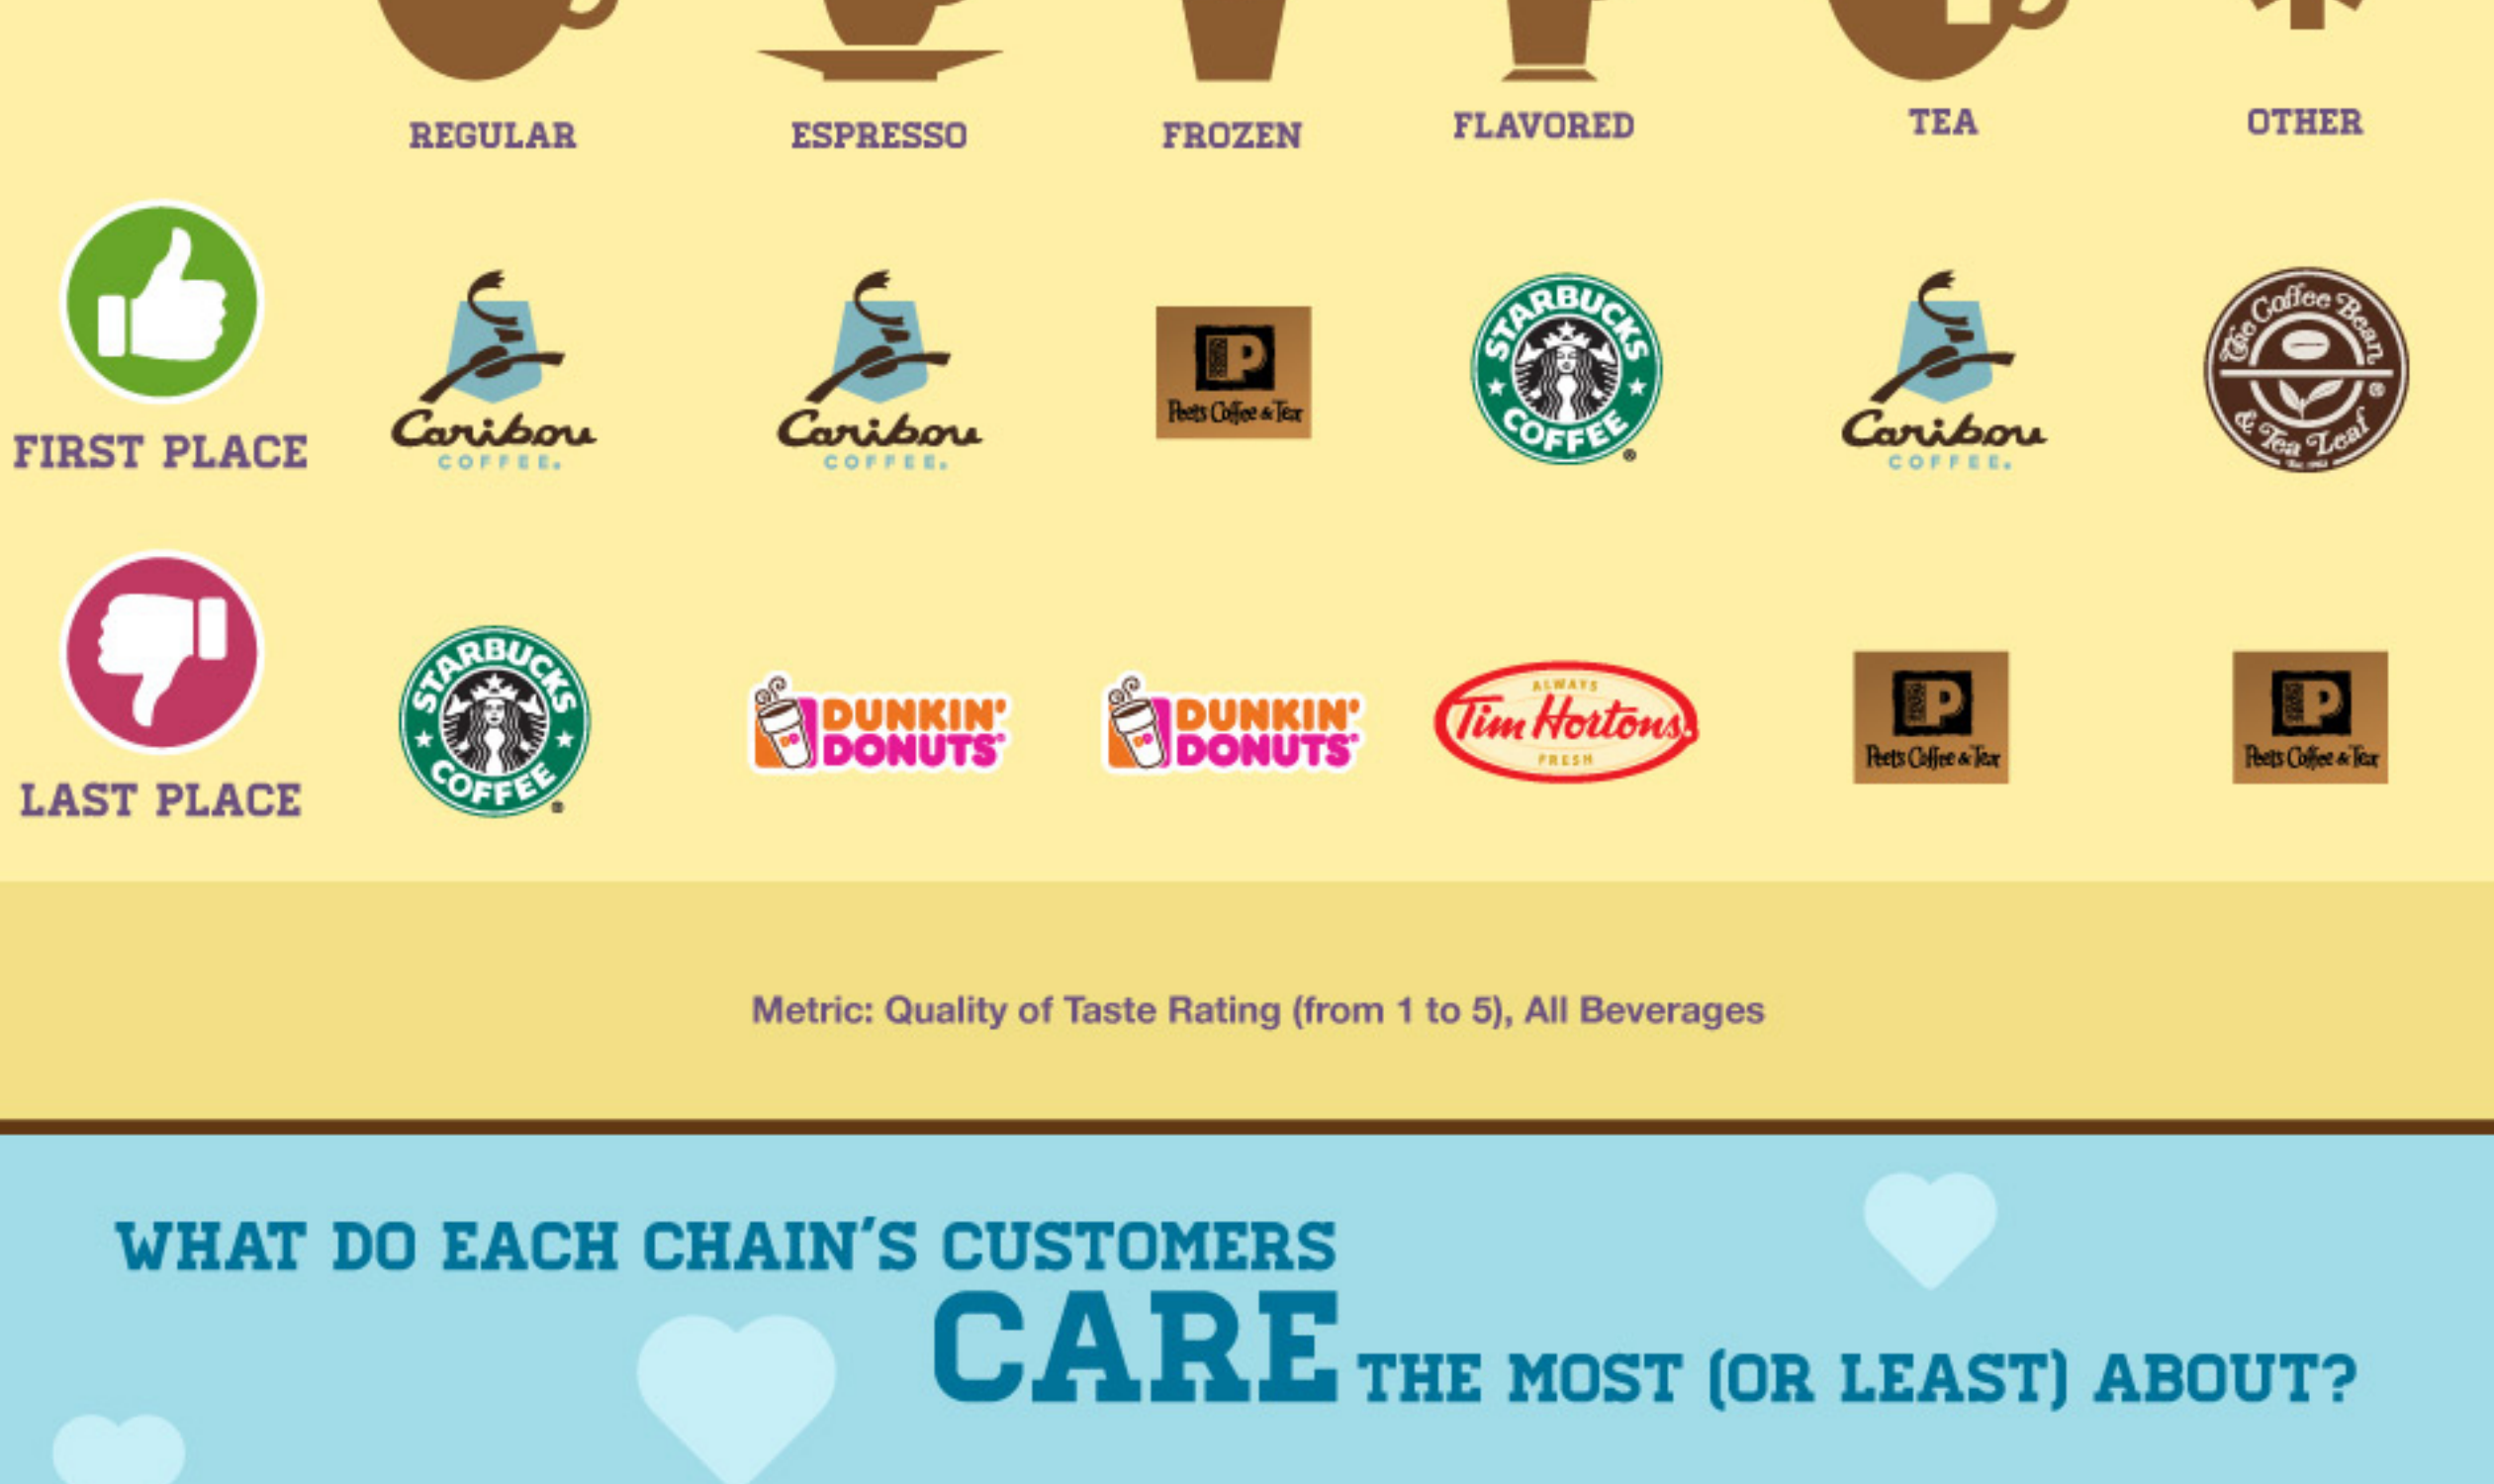 REGULAR ESPRESSO FROZEN FLAVORED TEA OTHER
FIRST PLACE
Caribou
COFFEE.
Caribou
COFFEE.
Peet's Coffee & Tea
STARBUCKS
COFFEE
®
Caribou
COFFEE.
The Coffee Bean
®
& Tea Leaf
LAST PLACE
STARBUCKS
COFFEE
®
DUNKIN'
DONUTS®
DUNKIN'
DONUTS®
ALWAYS
Tim Hortons.
FRESH
Peet's Coffee & Tea
Peet's Coffee & Tea
Metric: Quality of Taste Rating (from 1 to 5), All Beverages
WHAT DO EACH CHAIN'S CUSTOMERS
CARE THE MOST (OR LEAST) ABOUT?